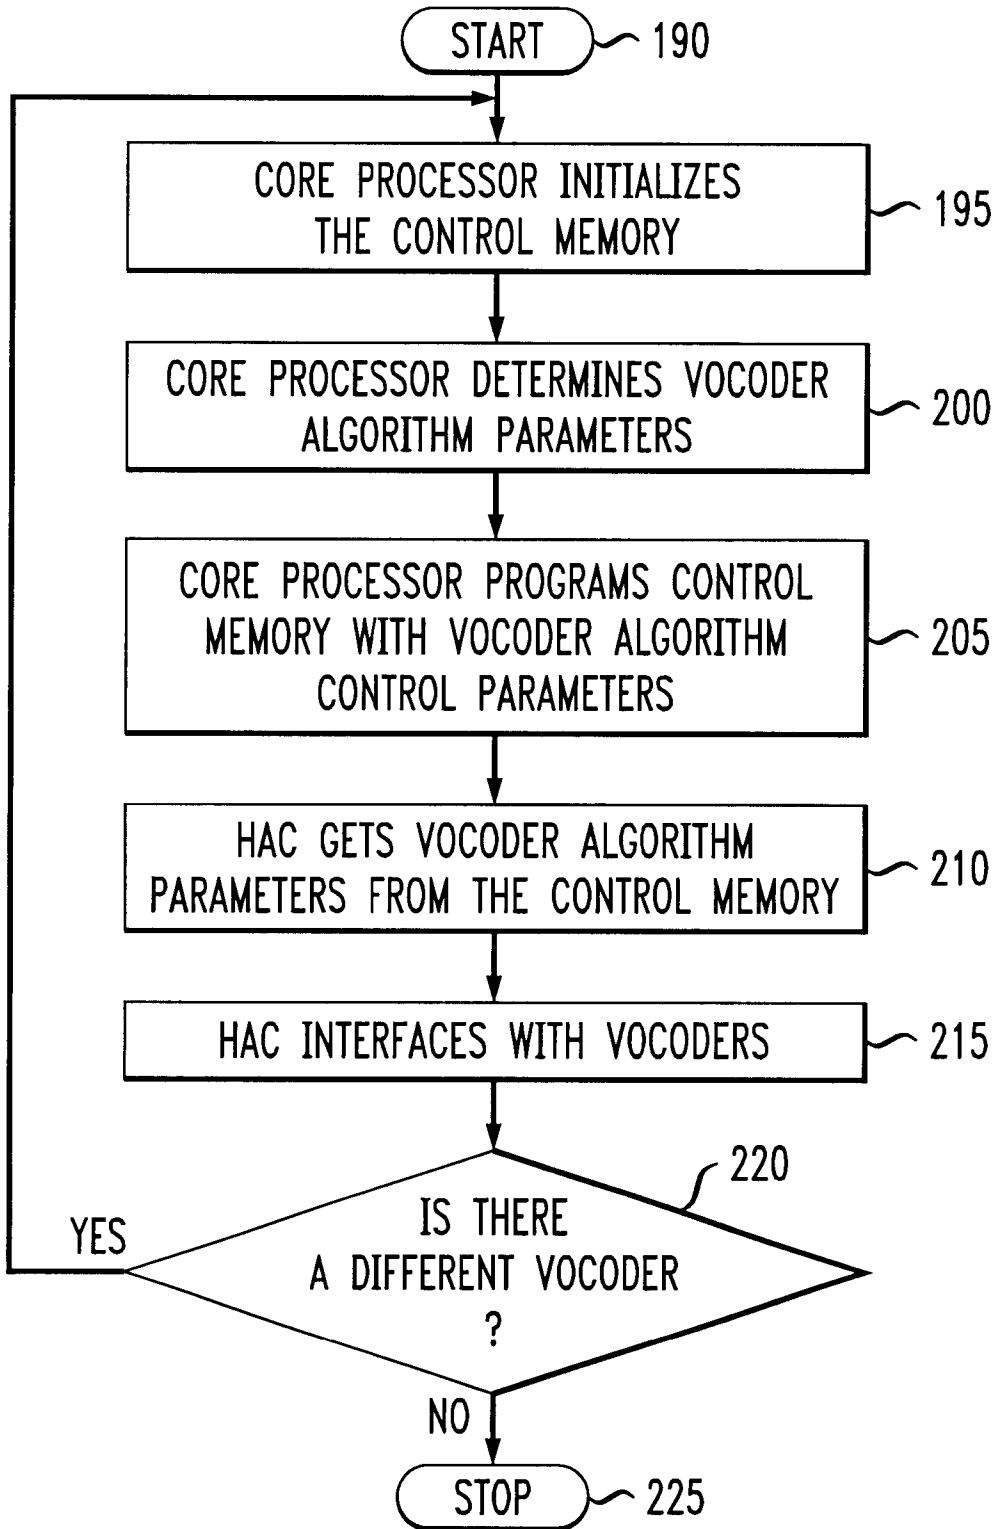 START
190
CORE PROCESSOR INITIALIZES
THE CONTROL MEMORY
195
CORE PROCESSOR DETERMINES VOCODER
ALGORITHM PARAMETERS
200
CORE PROCESSOR PROGRAMS CONTROL
MEMORY WITH VOCODER ALGORITHM
CONTROL PARAMETERS
205
HAC GETS VOCODER ALGORITHM
PARAMETERS FROM THE CONTROL MEMORY
210
HAC INTERFACES WITH VOCODERS
215
220
IS THERE
A DIFFERENT VOCODER
?
YES
NO
STOP
225